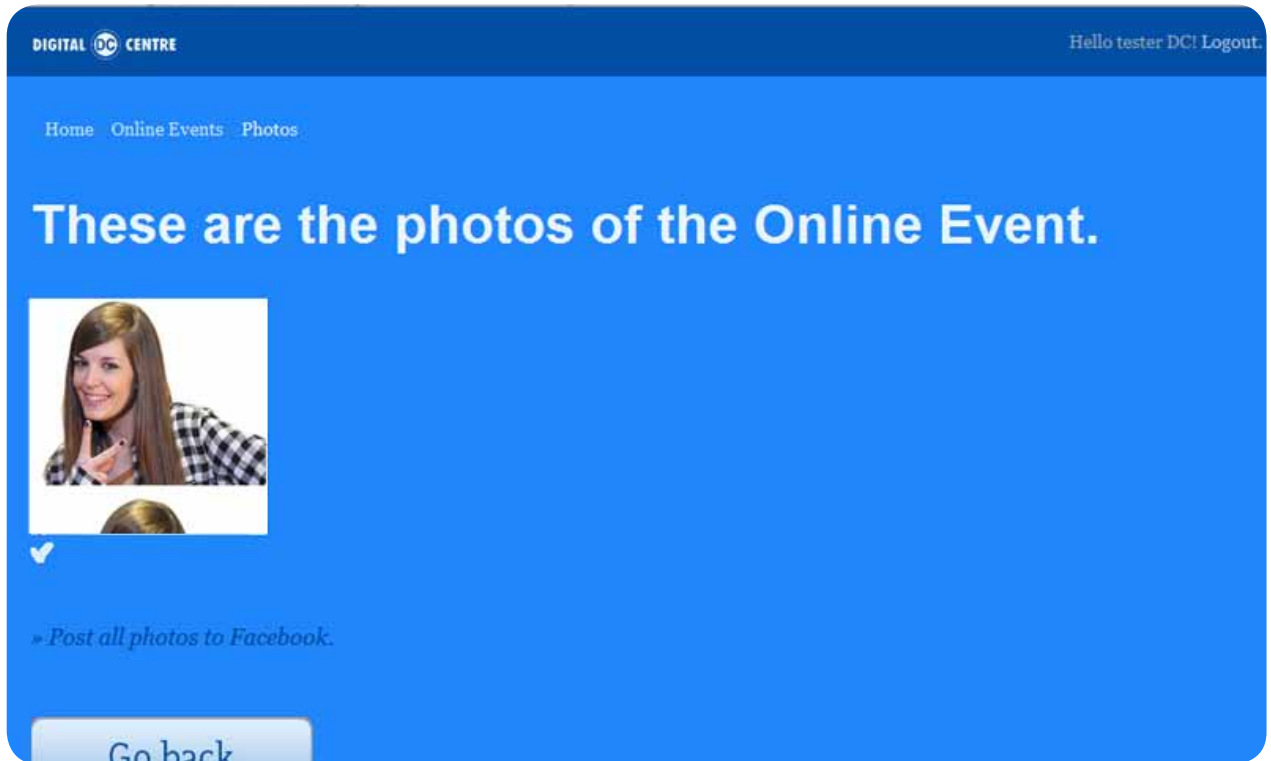 DIGITAL DC CENTRE
Hello tester DC! Logout.
Home Online Events Photos
These are the photos of the Online Event.
» Post all photos to Facebook.
Go back